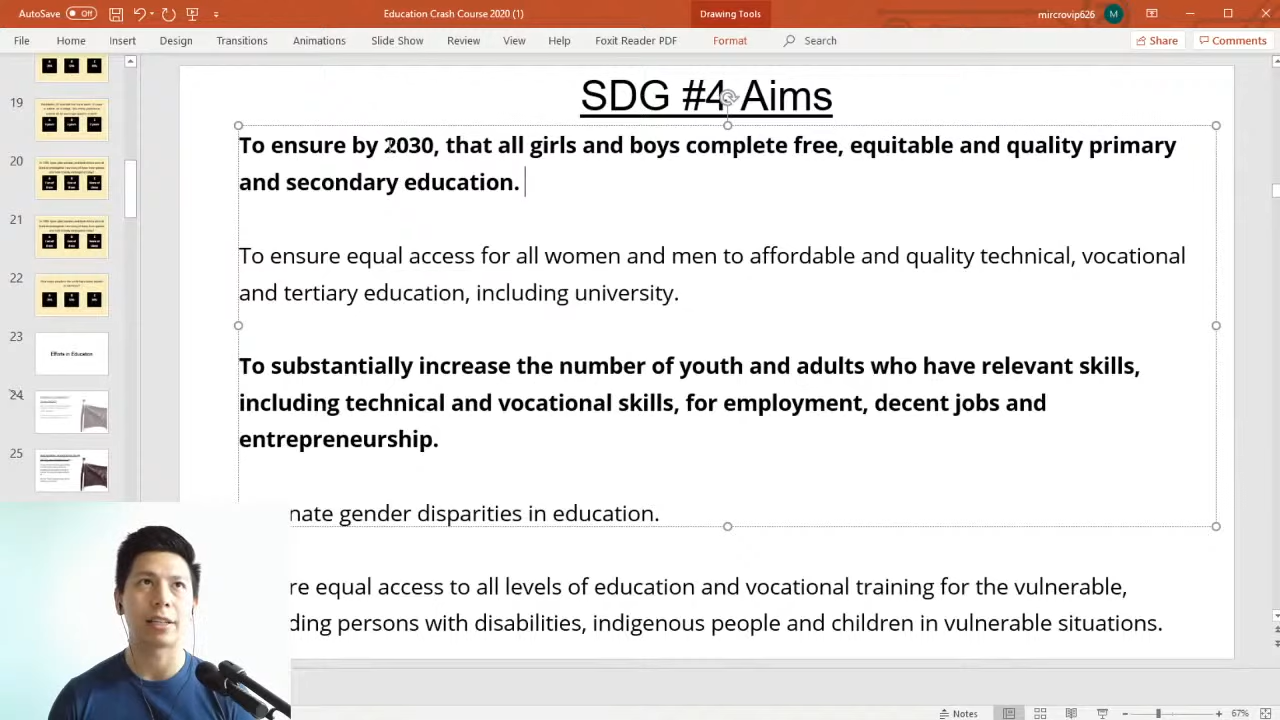 AutoSave Off
Education Crash Course 2020 (1)
Drawing Tools
mircrovip626 M
File Home Insert Design Transitions Animations Slide Show Review View Help Foxit Reader PDF Format Search Share Comments
19
20
21
22
23
Efforts in Education
24
25
SDG #4 Aims
To ensure by 2030, that all girls and boys complete free, equitable and quality primary
and secondary education.
To ensure equal access for all women and men to affordable and quality technical, vocational
and tertiary education, including university.
To substantially increase the number of youth and adults who have relevant skills,
including technical and vocational skills, for employment, decent jobs and
entrepreneurship.
nate gender disparities in education.
re equal access to all levels of education and vocational training for the vulnerable,
ding persons with disabilities, indigenous people and children in vulnerable situations.
Notes 67%